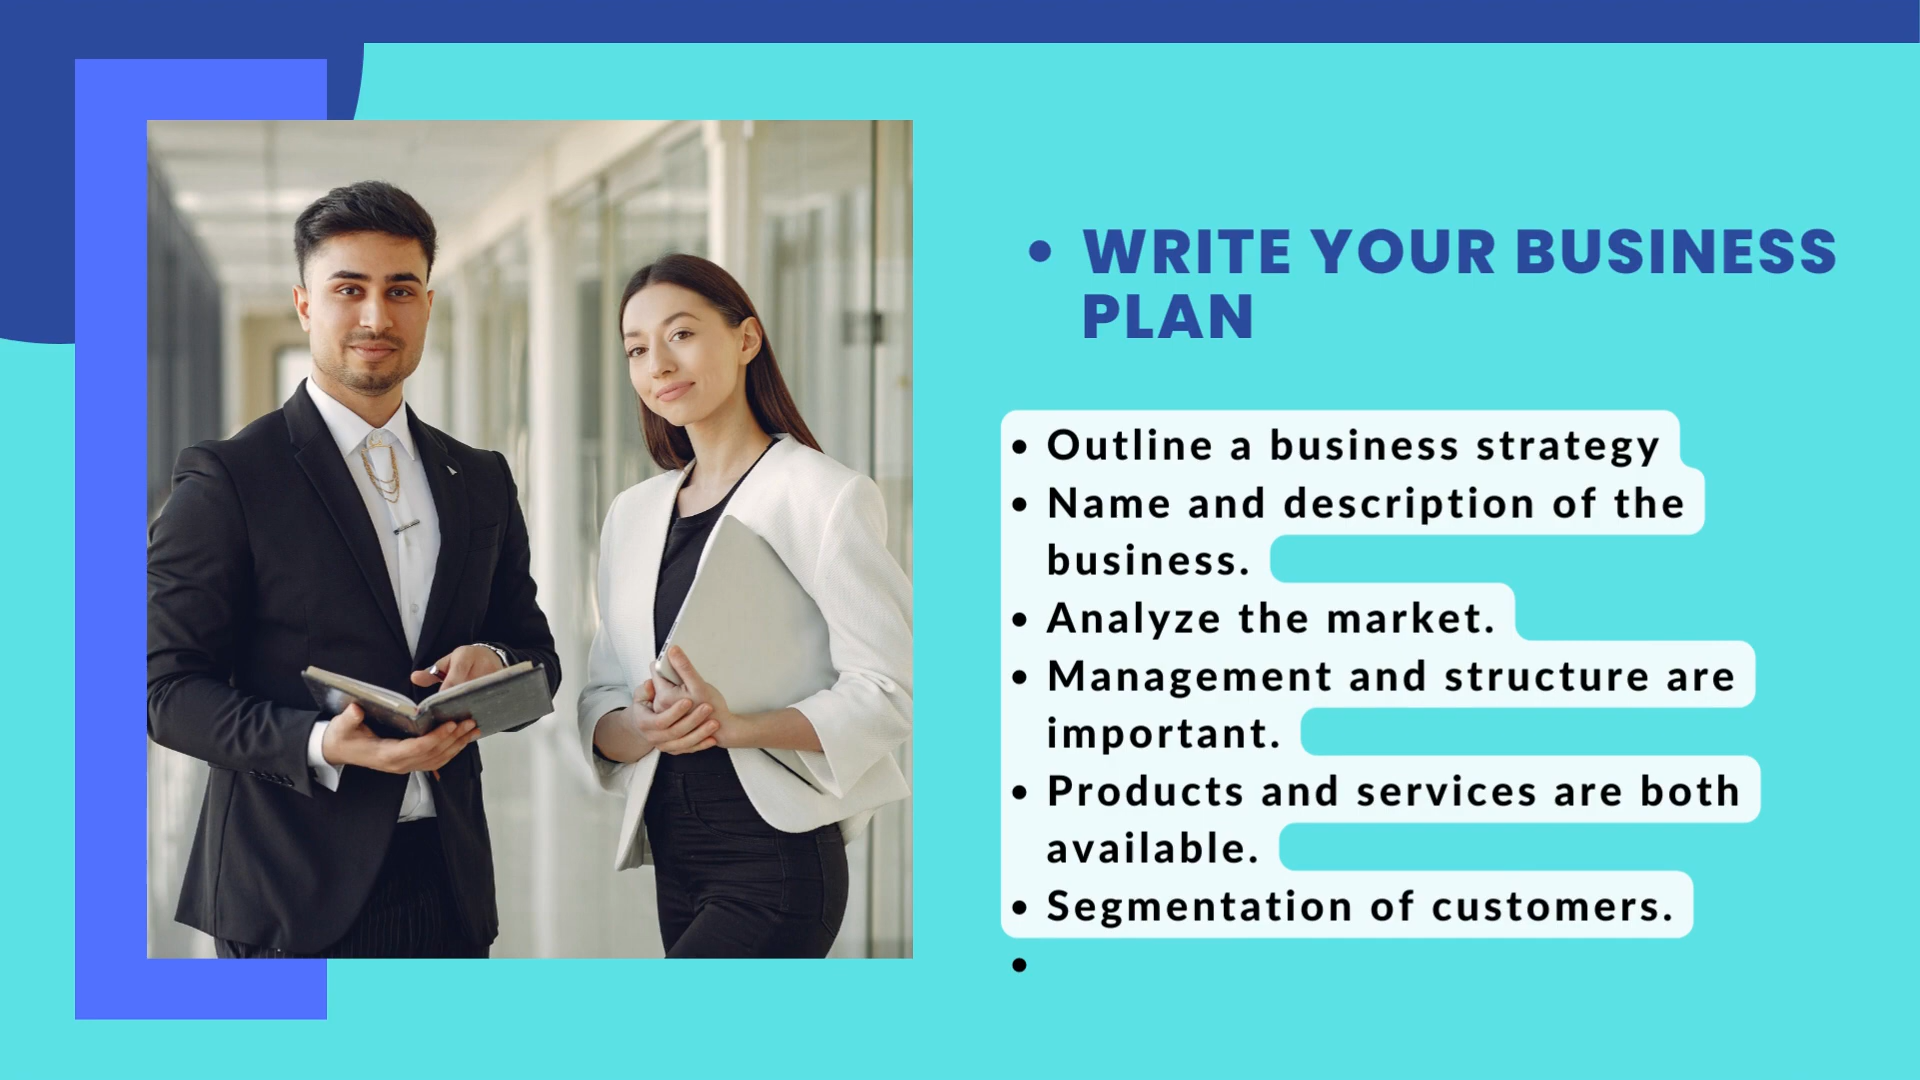 • WRITE YOUR BUSINESS
PLAN
• Outline a business strategy
• Name and description of the
business.
• Analyze the market.
• Management and structure are
important.
• Products and services are both
available.
• Segmentation of customers.
•